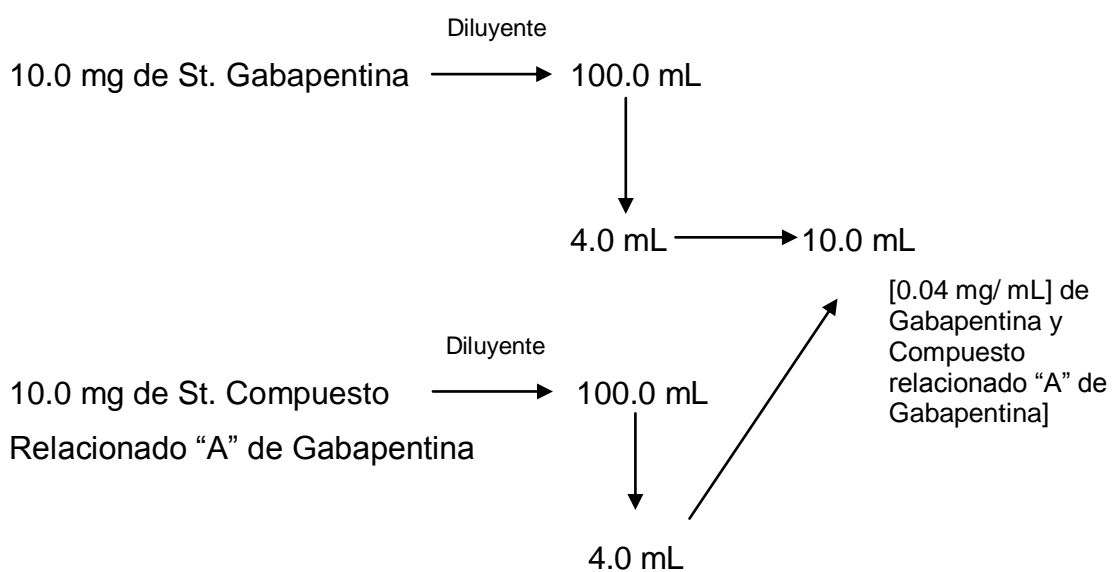 Diluyente
10.0 mg de St. Gabapentina
100.0 mL
4.0 mL
10.0 mL
[0.04 mg/ mL] de
Gabapentina y
Compuesto
relacionado “A” de
Gabapentina]
Diluyente
10.0 mg de St. Compuesto
100.0 mL
Relacionado “A” de Gabapentina
4.0 mL